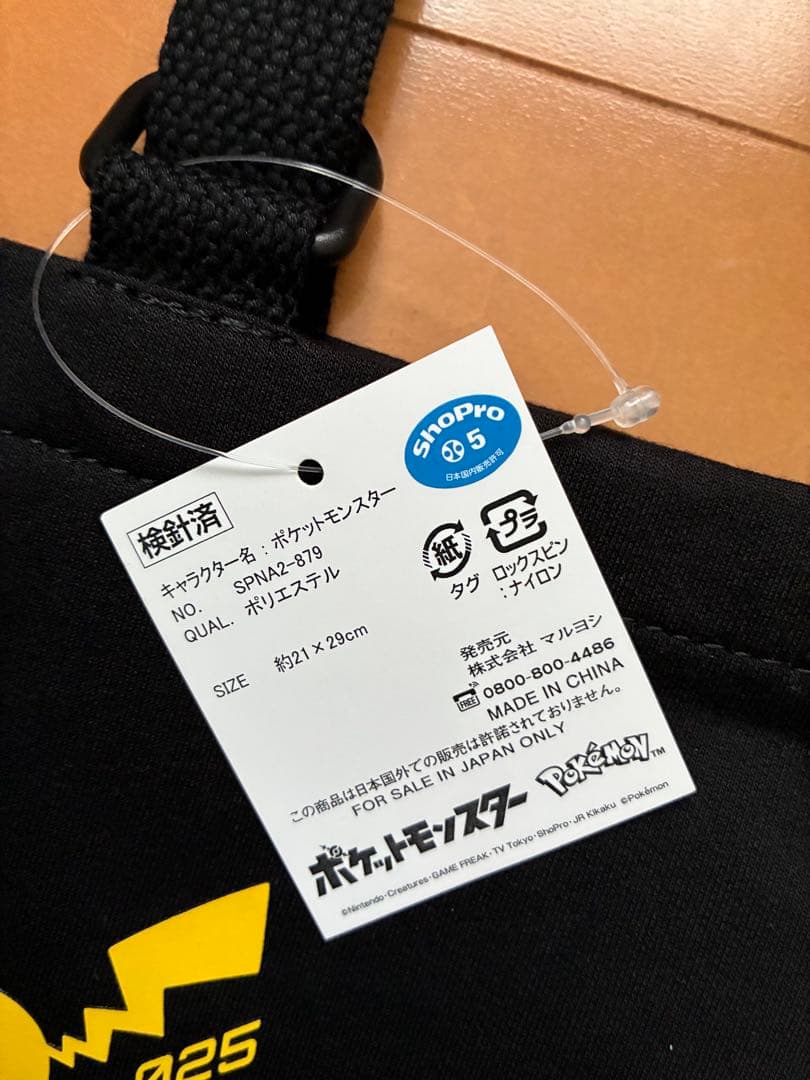 ShoPro
5
日本国内販売許可
検針済
キャラクター名：ポケットモンスター
NO. SPNA2-879
QUAL. ポリエステル
SIZE 約21×29cm
紙
タグ
プラ
ロックスピン
：ナイロン
発売元
株式会社 マルヨシ
FREE 0800-800-4486
MADE IN CHINA
この商品は日本国外での販売は許諾されておりません。
FOR SALE IN JAPAN ONLY
ポケットモンスター POKéMON™
©Nintendo・Creatures・GAME FREAK・TV Tokyo・ShoPro・JR Kikaku ©Pokémon
025